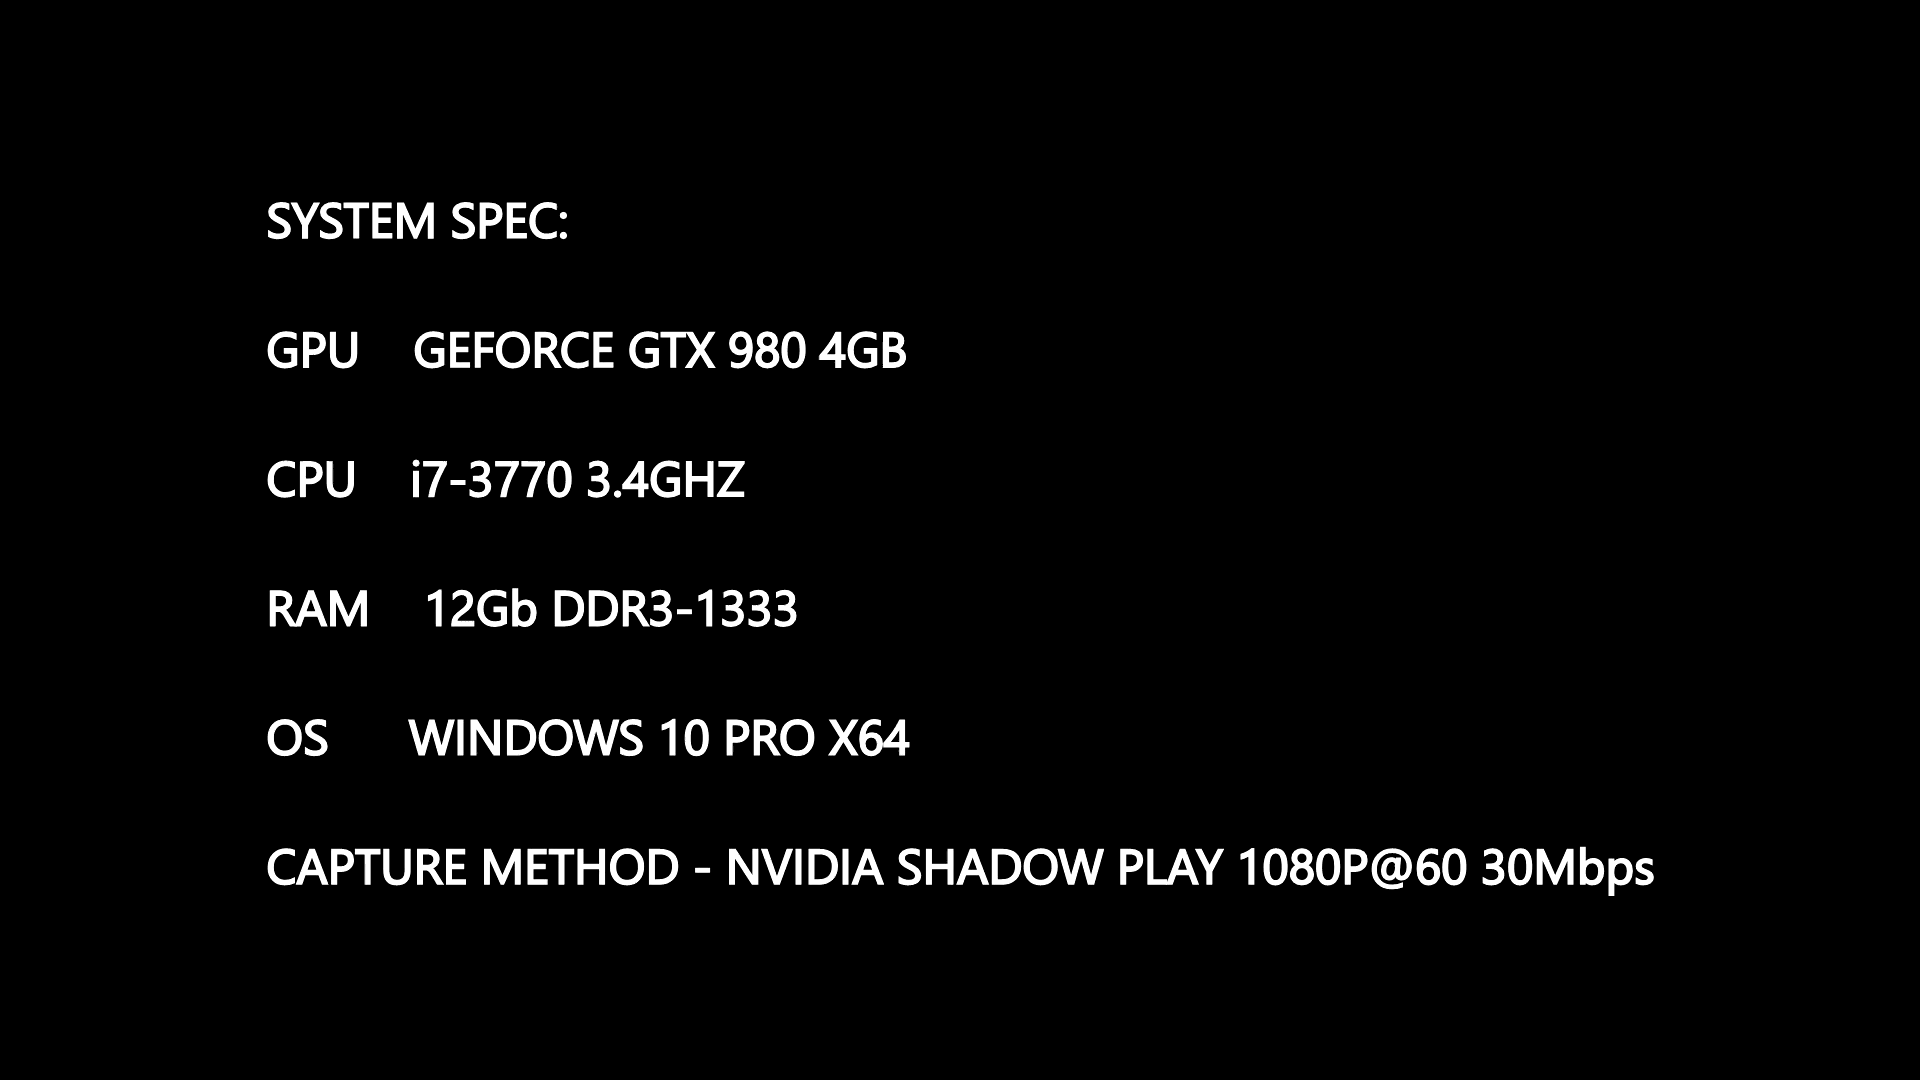 SYSTEM SPEC:
GPU GEFORCE GTX 980 4GB
CPU i7-3770 3.4GHZ
RAM 12Gb DDR3-1333
OS WINDOWS 10 PRO X64
CAPTURE METHOD - NVIDIA SHADOW PLAY 1080P@60 30Mbps